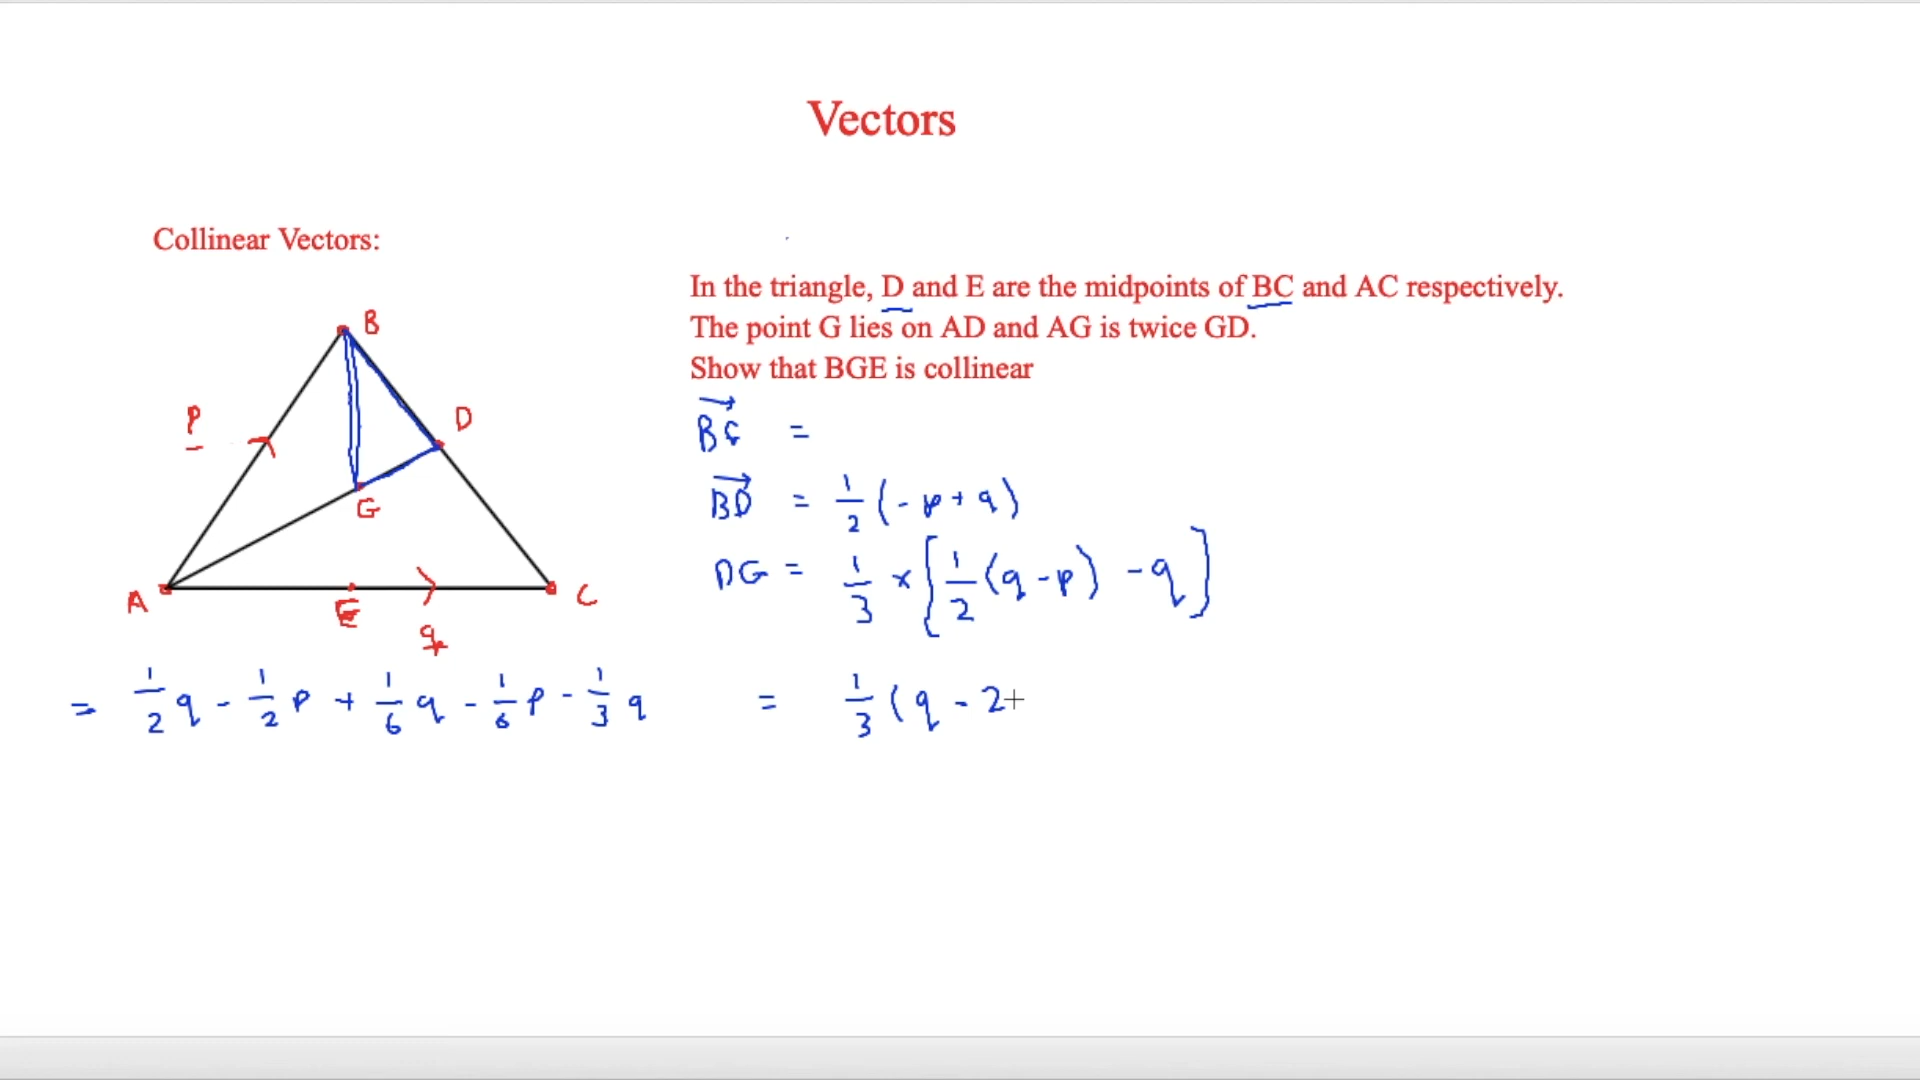 Vectors
Collinear Vectors:
In the triangle, D and E are the midpoints of BC and AC respectively.
The point G lies on AD and AG is twice GD.
Show that BGE is collinear
B
P
D
G
A
E
C
q
BG =
BD = 1/2 (-p + q)
DG = 1/3 × [1/2 (q - p) - q]
= 1/2 q - 1/2 p + 1/6 q - 1/6 p - 1/3 q
= 1/3 (q - 2